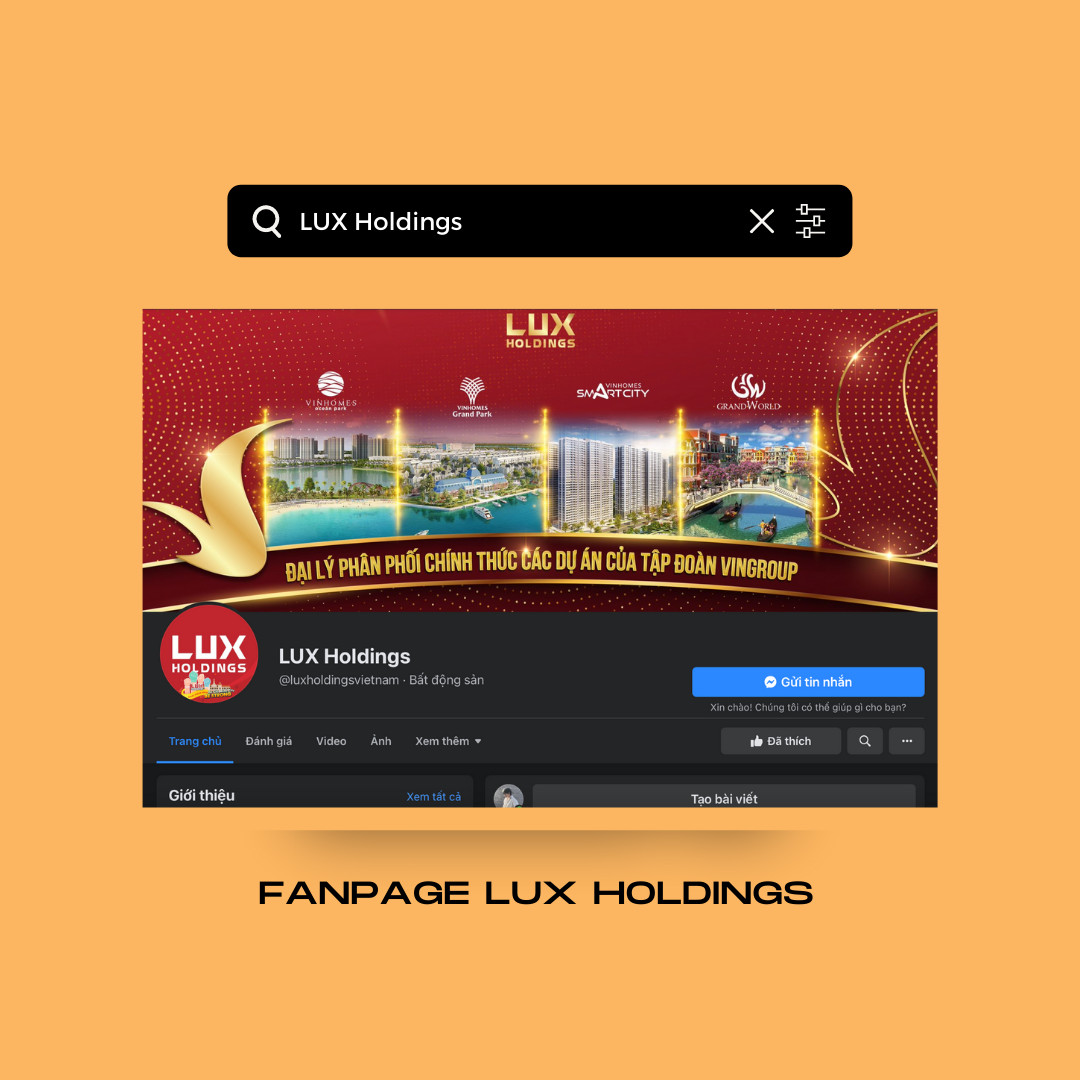 LUX Holdings
LUX
HOLDINGS
VINHOMES
ocean park
VINHOMES
Grand Park
VINHOMES
SMARTCITY
GRANDWORLD
ĐẠI LÝ PHÂN PHỐI CHÍNH THỨC CÁC DỰ ÁN CỦA TẬP ĐOÀN VINGROUP
LUX
HOLDINGS
LUX Holdings
@luxholdingsvietnam · Bất động sản
Gửi tin nhắn
Xin chào! Chúng tôi có thể giúp gì cho bạn?
Trang chủ Đánh giá Video Ảnh Xem thêm
Đã thích
Giới thiệu Xem tất cả
Tạo bài viết
FANPAGE LUX HOLDINGS